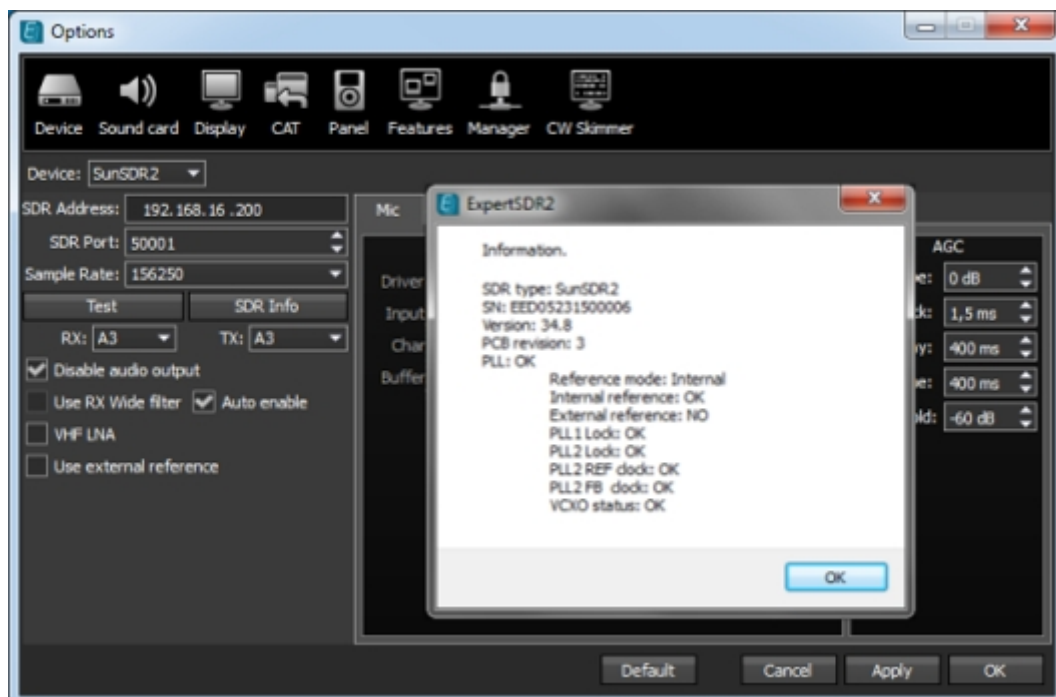 Options
Device Sound card Display CAT Panel Features Manager CW Skimmer
Device: SunSDR2
SDR Address: 192.168.16.200
SDR Port: 50001
Sample Rate: 156250
Test SDR Info
RX: A3 TX: A3
Disable audio output
Use RX Wide filter Auto enable
VHF LNA
Use external reference
Mic
Driver
Input
Char
Buffer
ExpertSDR2
Information.
SDR type: SunSDR2
SN: EED05231500006
Version: 34.8
PCB revision: 3
PLL: OK
Reference mode: Internal
Internal reference: OK
External reference: NO
PLL1 Lock: OK
PLL2 Lock: OK
PLL2 REF clock: OK
PLL2 FB clock: OK
VCXO status: OK
OK
AGC
0 dB
1,5 ms
400 ms
400 ms
-60 dB
Default Cancel Apply OK